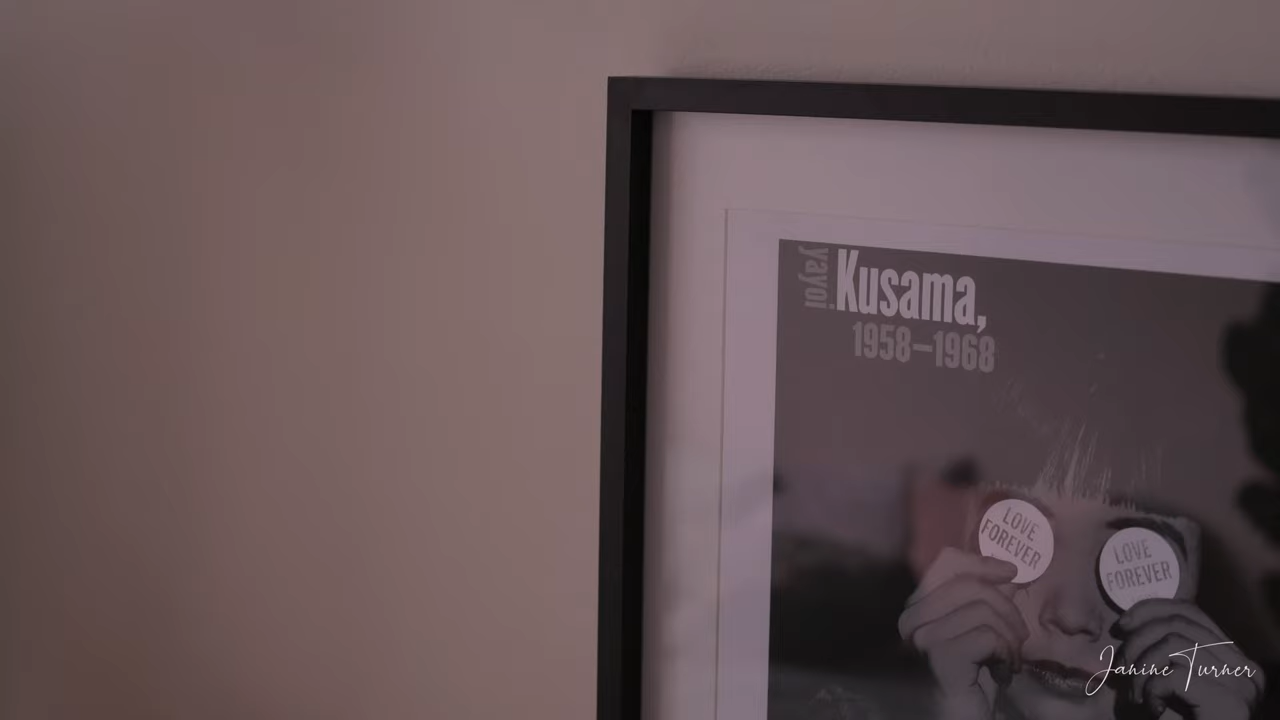 yayoi
Kusama,
1958–1968
LOVE
FOREVER
LOVE
FOREVER
Janine Turner